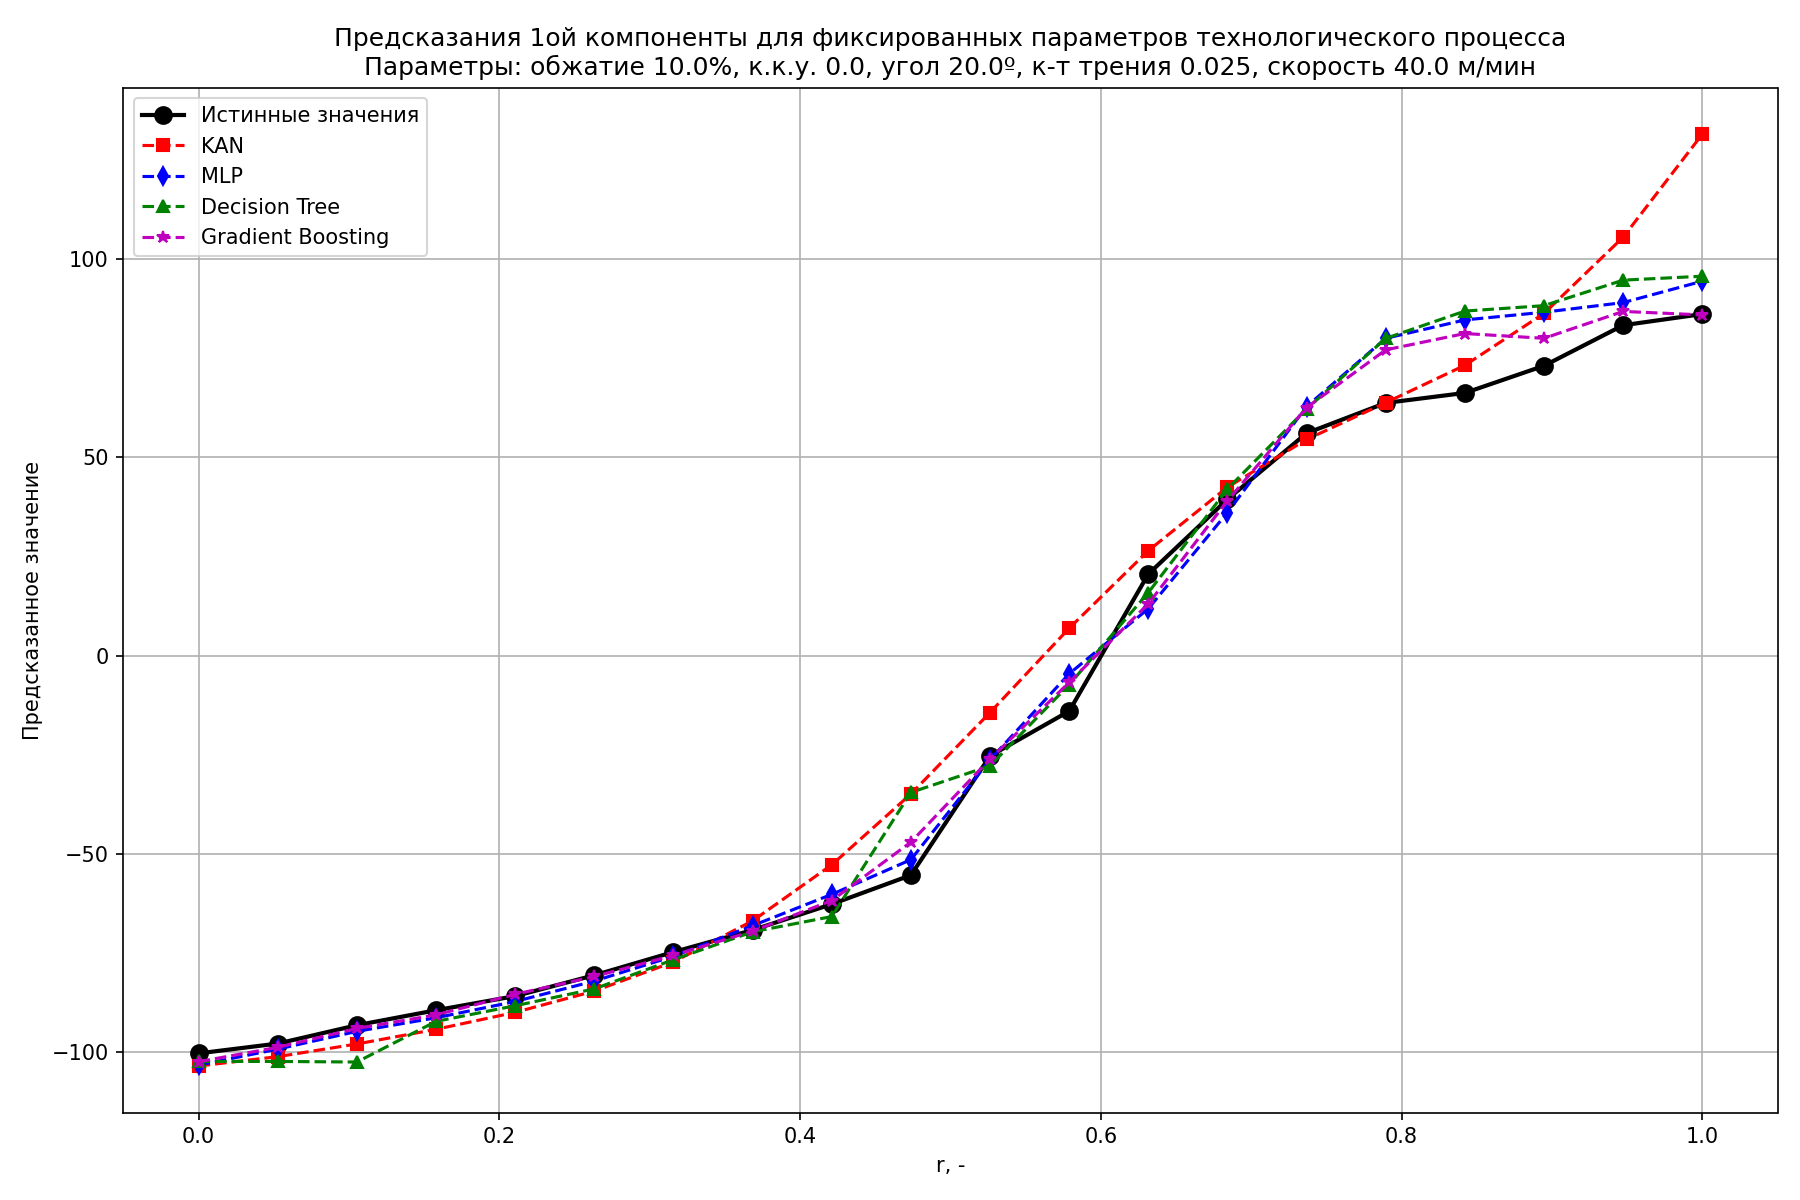 Предсказания 1ой компоненты для фиксированных параметров технологического процесса
Параметры: обжатие 10.0%, к.к.у. 0.0, угол 20.0º, к-т трения 0.025, скорость 40.0 м/мин
Истинные значения
KAN
MLP
Decision Tree
Gradient Boosting
Предсказанное значение
100
50
0
−50
−100
0.0
0.2
0.4
0.6
0.8
1.0
r, -